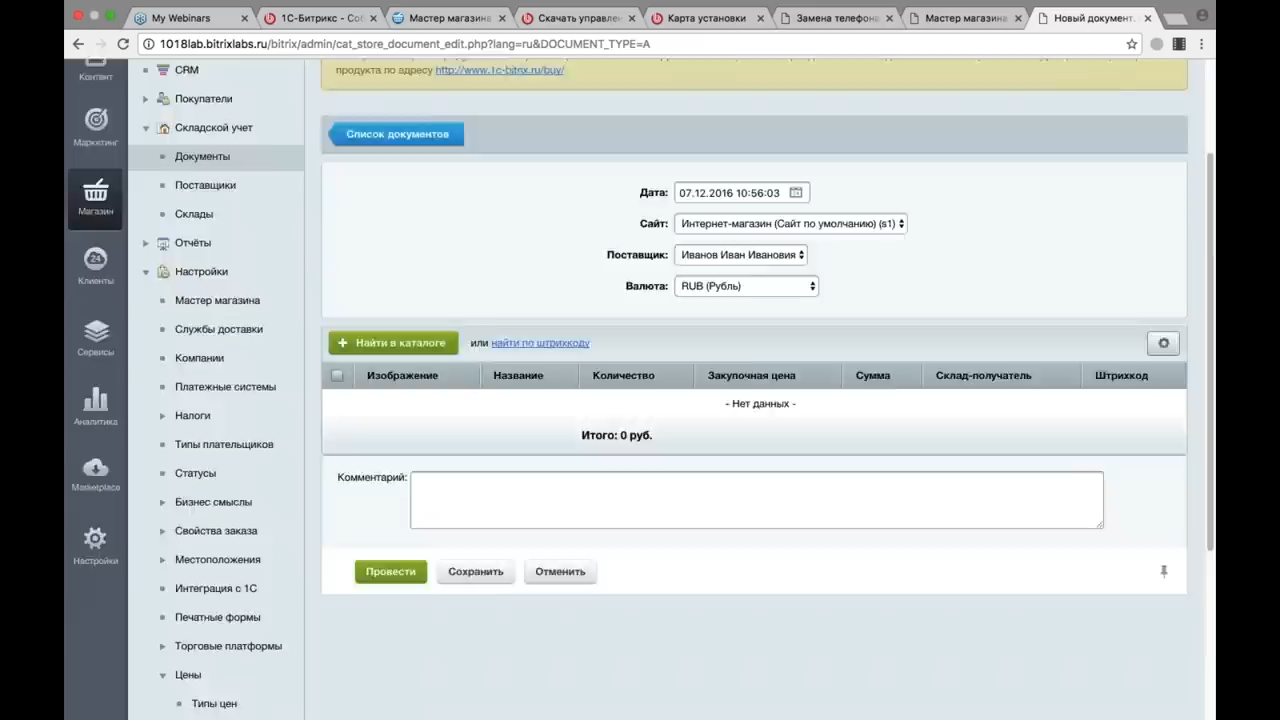 My Webinars
1С-Битрикс - Соб
Мастер магазина
Скачать управлен
Карта установки
Замена телефона
Мастер магазина
Новый документ.
1018lab.bitrixlabs.ru/bitrix/admin/cat_store_document_edit.php?lang=ru&DOCUMENT_TYPE=A
Контент
Маркетинг
Магазин
24
Клиенты
Сервисы
Аналитика
Marketplace
Настройки
CRM
Покупатели
Складской учет
Документы
Поставщики
Склады
Отчёты
Настройки
Мастер магазина
Службы доставки
Компании
Платежные системы
Налоги
Типы плательщиков
Статусы
Бизнес смыслы
Свойства заказа
Местоположения
Интеграция с 1С
Печатные формы
Торговые платформы
Цены
Типы цен
продукта по адресу http://www.1c-bitrix.ru/buy/
Список документов
Дата: 07.12.2016 10:56:03
Сайт: Интернет-магазин (Сайт по умолчанию) (s1)
Поставщик: Иванов Иван Ивановия
Валюта: RUB (Рубль)
+ Найти в каталоге или найти по штрихкоду
Изображение Название Количество Закупочная цена Сумма Склад-получатель Штрихкод
- Нет данных -
Итого: 0 руб.
Комментарий:
Провести Сохранить Отменить